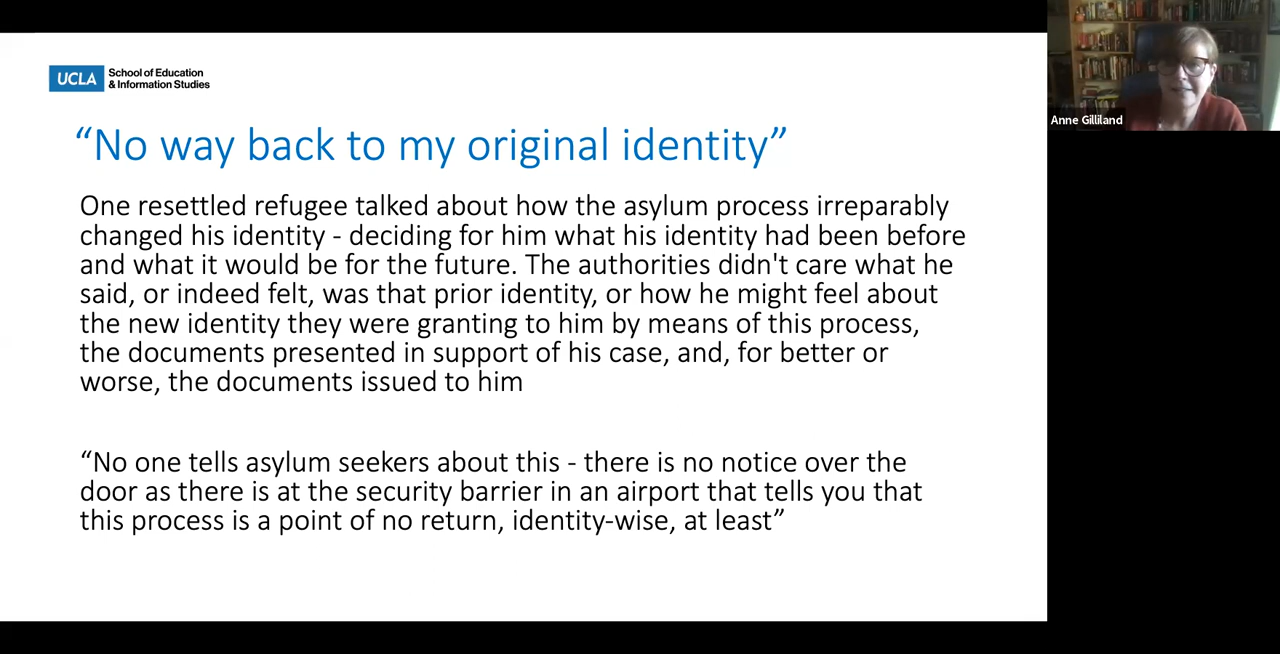 UCLA School of Education
& Information Studies
“No way back to my original identity”
One resettled refugee talked about how the asylum process irreparably
changed his identity - deciding for him what his identity had been before
and what it would be for the future. The authorities didn't care what he
said, or indeed felt, was that prior identity, or how he might feel about
the new identity they were granting to him by means of this process,
the documents presented in support of his case, and, for better or
worse, the documents issued to him
“No one tells asylum seekers about this - there is no notice over the
door as there is at the security barrier in an airport that tells you that
this process is a point of no return, identity-wise, at least”
Anne Gilliland